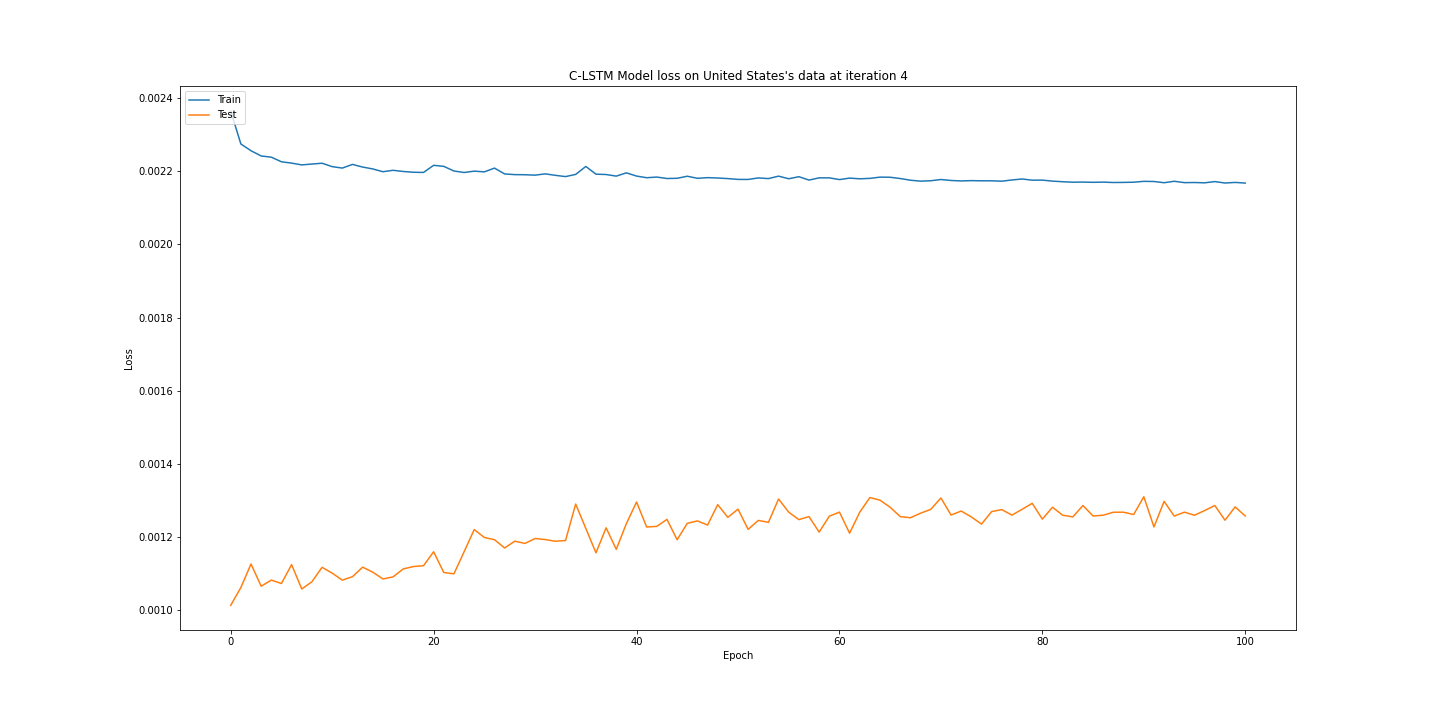 C-LSTM Model loss on United States's data at iteration 4
Train
Test
0.0024
0.0022
0.0020
0.0018
0.0016
0.0014
0.0012
0.0010
Loss
0 20 40 60 80 100
Epoch